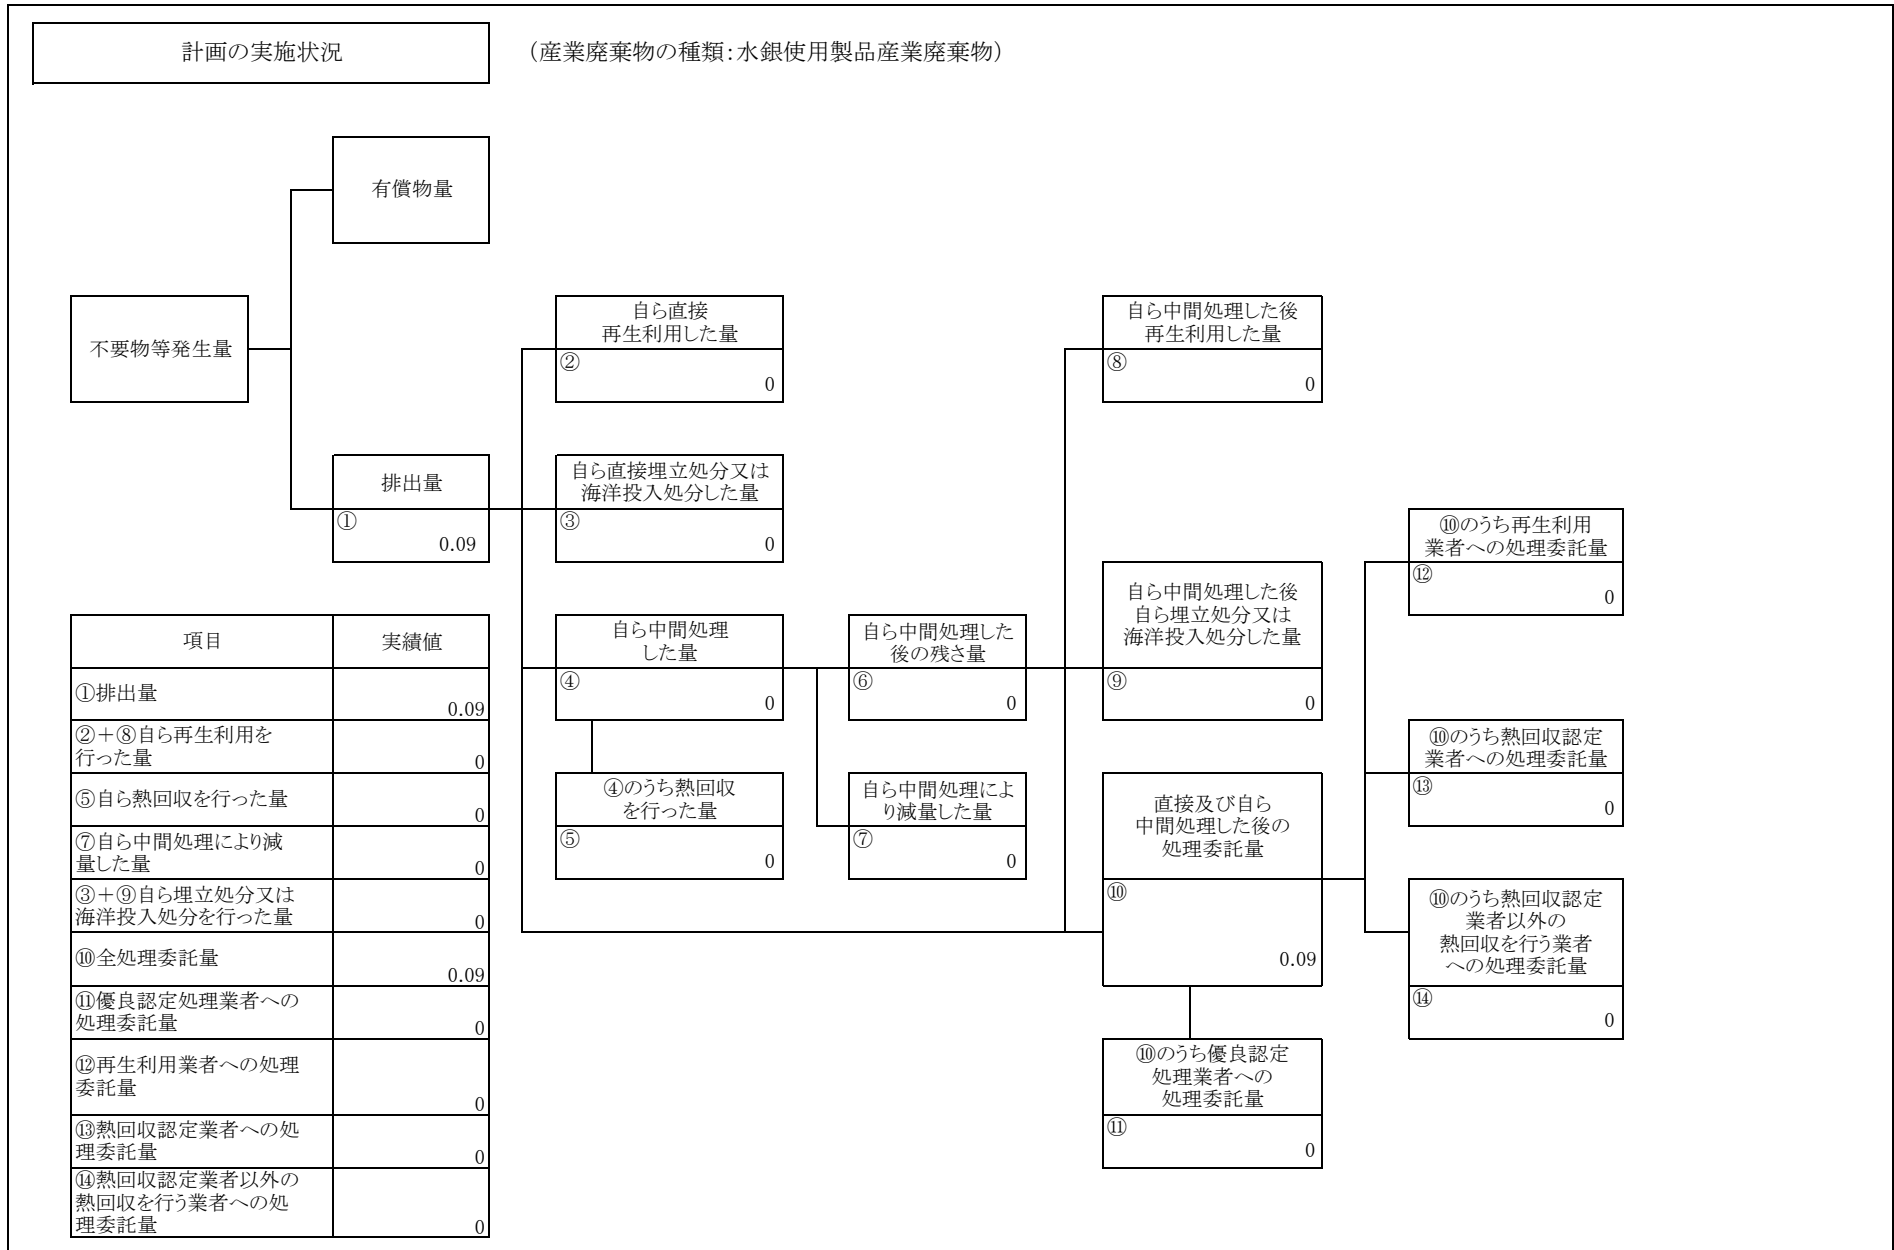 計画の実施状況
（産業廃棄物の種類：水銀使用製品産業廃棄物）
有償物量
不要物等発生量
排出量
①
0.09
自ら直接
再生利用した量
②
0
自ら直接埋立処分又は
海洋投入処分した量
③
0
自ら中間処理
した量
④
0
④のうち熱回収
を行った量
⑤
0
自ら中間処理した
後の残さ量
⑥
0
自ら中間処理によ
り減量した量
⑦
0
自ら中間処理した後
再生利用した量
⑧
0
自ら中間処理した後
自ら埋立処分又は
海洋投入処分した量
⑨
0
直接及び自ら
中間処理した後の
処理委託量
⑩
0.09
⑩のうち優良認定
処理業者への
処理委託量
⑪
0
⑩のうち再生利用
業者への処理委託量
⑫
0
⑩のうち熱回収認定
業者への処理委託量
⑬
0
⑩のうち熱回収認定
業者以外の
熱回収を行う業者
への処理委託量
⑭
0
項目
実績値
①排出量
0.09
②＋⑧自ら再生利用を
行った量
0
⑤自ら熱回収を行った量
0
⑦自ら中間処理により減
量した量
0
③＋⑨自ら埋立処分又は
海洋投入処分を行った量
0
⑩全処理委託量
0.09
⑪優良認定処理業者への
処理委託量
0
⑫再生利用業者への処理
委託量
0
⑬熱回収認定業者への処
理委託量
0
⑭熱回収認定業者以外の
熱回収を行う業者への処
理委託量
0